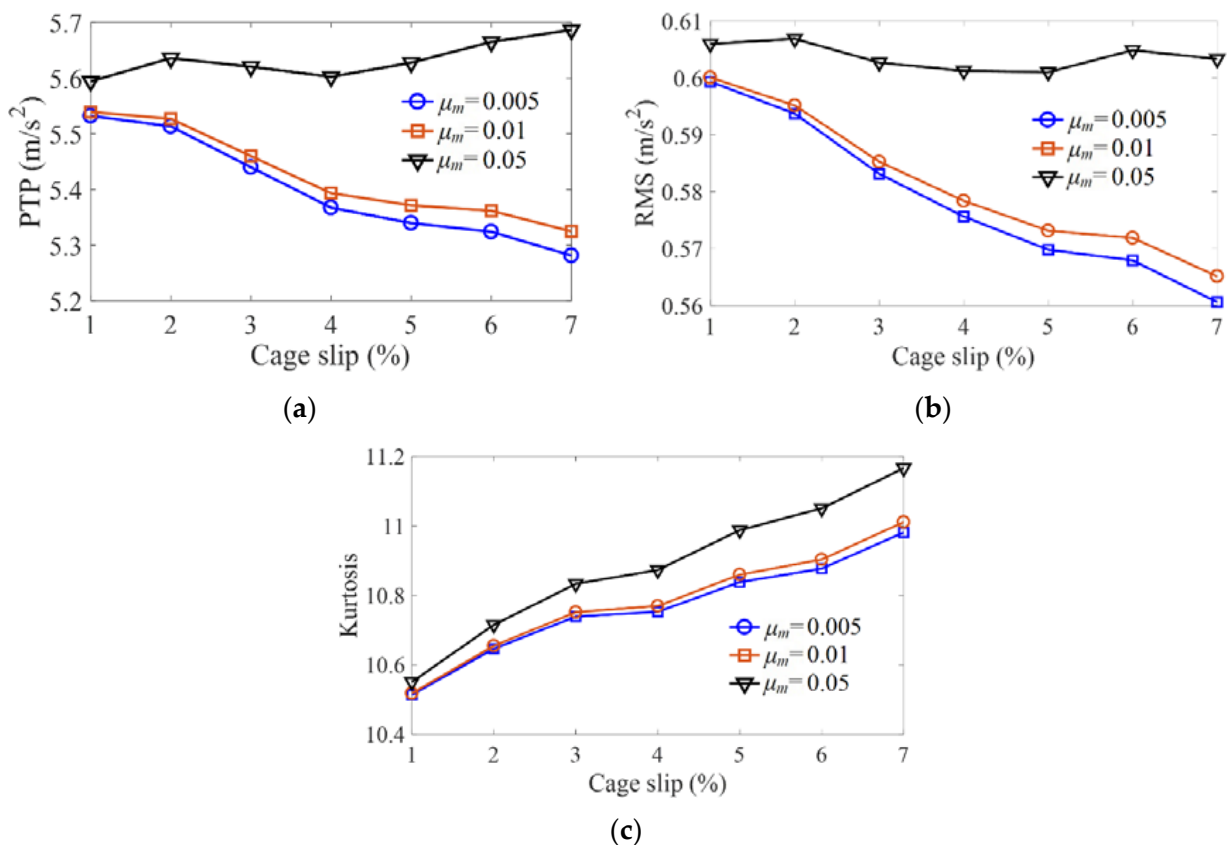 5.7
5.6
5.5
5.4
5.3
5.2
PTP (m/s²)
μm = 0.005
μm = 0.01
μm = 0.05
1 2 3 4 5 6 7
Cage slip (%)
(a)
0.61
0.60
0.59
0.58
0.57
0.56
RMS (m/s²)
μm = 0.005
μm = 0.01
μm = 0.05
1 2 3 4 5 6 7
Cage slip (%)
(b)
11.2
11
10.8
10.6
10.4
Kurtosis
μm = 0.005
μm = 0.01
μm = 0.05
1 2 3 4 5 6 7
Cage slip (%)
(c)